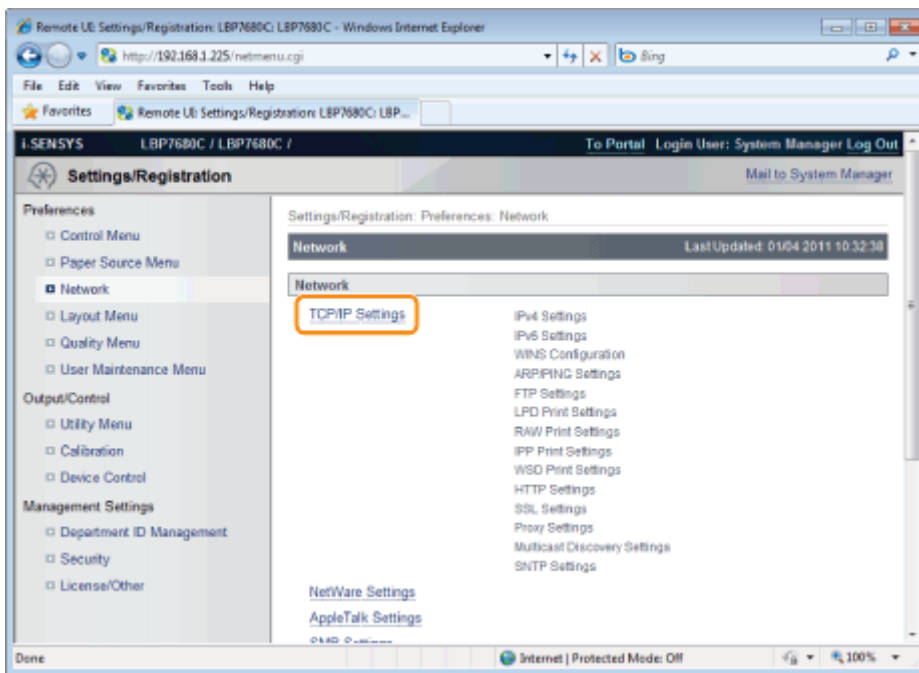 Remote UI: Settings/Registration: LBP7680C: LBP7680C - Windows Internet Explorer
http://192.168.1.225/netmenu.cgi
Bing
File Edit View Favorites Tools Help
Favorites
Remote UI: Settings/Registration: LBP7680C: LBP...
i-SENSYS LBP7680C / LBP7680C /
To Portal Login User: System Manager Log Out
Settings/Registration
Mail to System Manager
Preferences
Control Menu
Paper Source Menu
Network
Layout Menu
Quality Menu
User Maintenance Menu
Output/Control
Utility Menu
Calibration
Device Control
Management Settings
Department ID Management
Security
License/Other
Settings/Registration: Preferences: Network
Network
Last Updated: 01/04 2011 10:32:38
Network
TCP/IP Settings
IPv4 Settings
IPv6 Settings
WINS Configuration
ARP/PING Settings
FTP Settings
LPD Print Settings
RAW Print Settings
IPP Print Settings
WSD Print Settings
HTTP Settings
SSL Settings
Proxy Settings
Multicast Discovery Settings
SNTP Settings
NetWare Settings
AppleTalk Settings
SMB Settings
Done
Internet | Protected Mode: Off
100%